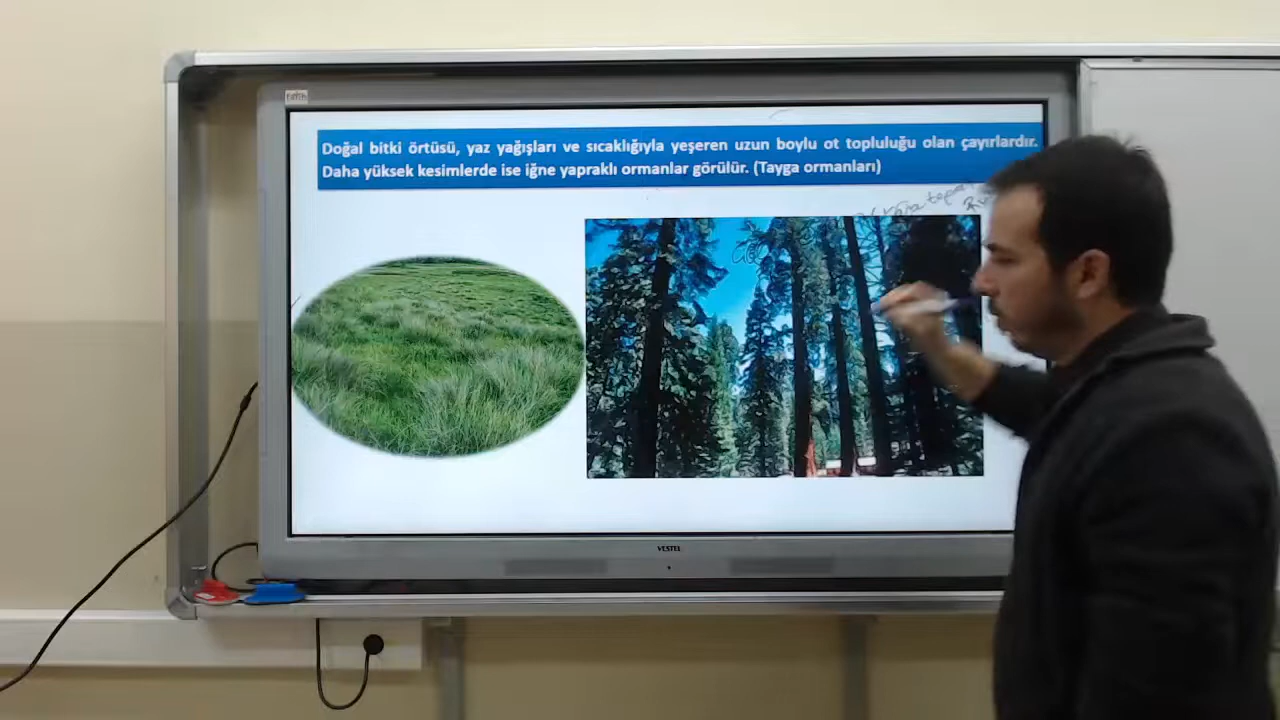 Doğal bitki örtüsü, yaz yağışları ve sıcaklığıyla yeşeren uzun boylu ot topluluğu olan çayırlardır.
Daha yüksek kesimlerde ise iğne yapraklı ormanlar görülür. (Tayga ormanları)
VESTEL